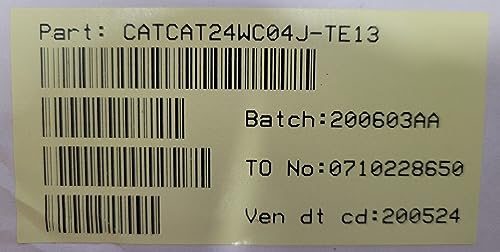 Part: CATCAT24WC04J-TE13
Batch:200603AA
TO No:0710228650
Ven dt cd:200524